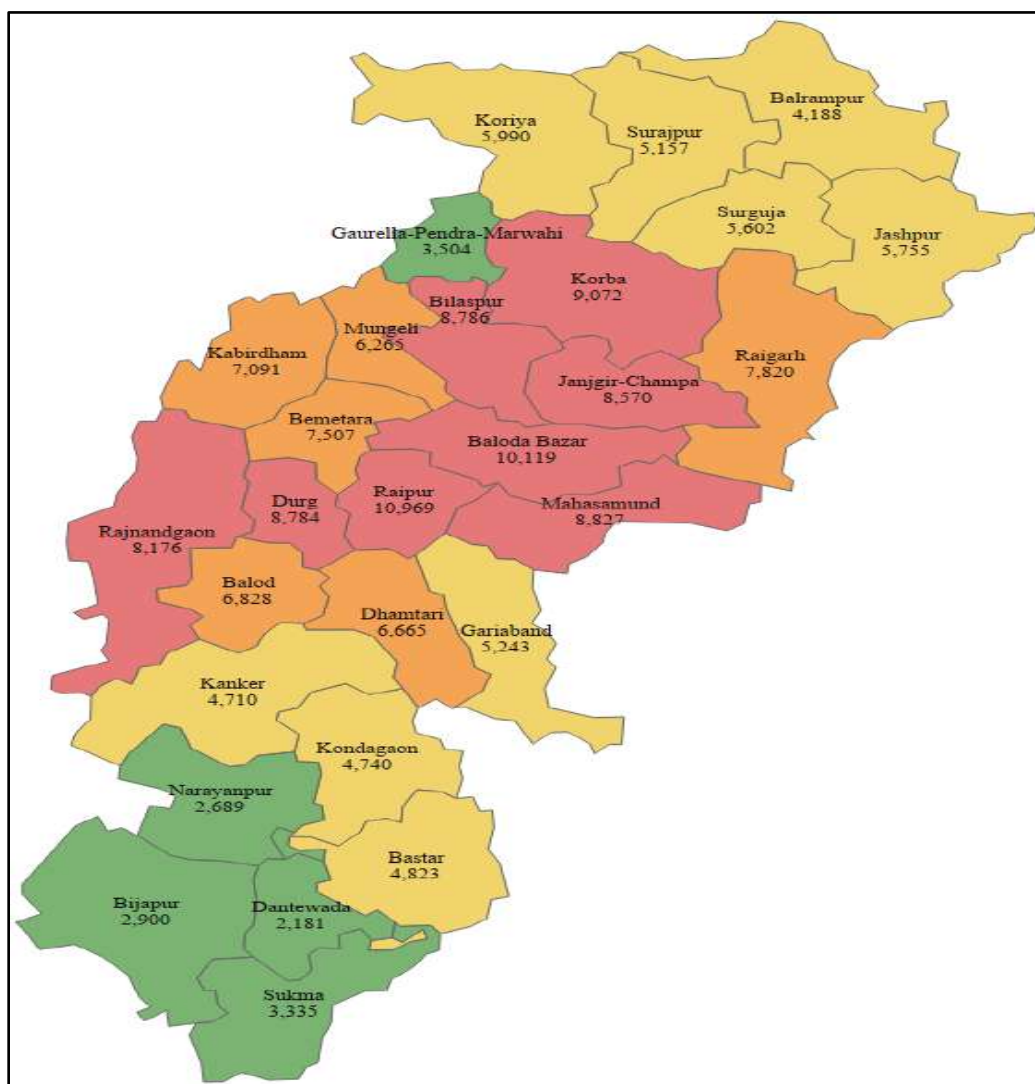 Balrampur
4,188
Koriya
5,990
Surajpur
5,157
Surguja
5,602
Jashpur
5,755
Gaurella-Pendra-Marwahi
3,504
Korba
9,072
Bilaspur
8,786
Mungeli
6,265
Kabirdham
7,091
Raigarh
7,820
Janjgir-Champa
8,570
Bemetara
7,507
Baloda Bazar
10,119
Raipur
10,969
Durg
8,784
Mahasamund
8,827
Rajnandgaon
8,176
Balod
6,828
Dhamtari
6,665
Gariaband
5,243
Kanker
4,710
Kondagaon
4,740
Narayanpur
2,689
Bastar
4,823
Bijapur
2,900
Dantewada
2,181
Sukma
3,335